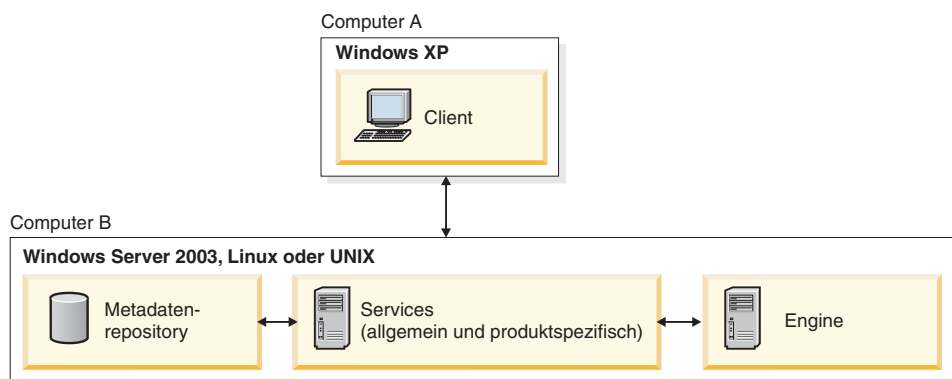 Computer A
Windows XP
Client
Computer B
Windows Server 2003, Linux oder UNIX
Metadaten-
repository
Services
(allgemein und produktspezifisch)
Engine